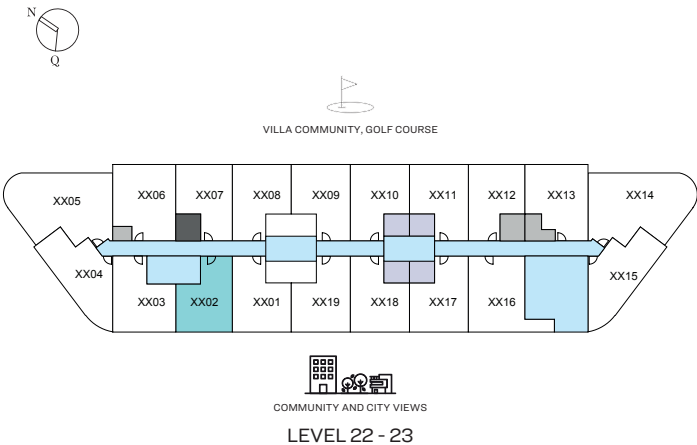 N
Q
VILLA COMMUNITY, GOLF COURSE
XX05
XX06
XX07
XX08
XX09
XX10
XX11
XX12
XX13
XX14
XX04
XX03
XX02
XX01
XX19
XX18
XX17
XX16
XX15
COMMUNITY AND CITY VIEWS
LEVEL 22 - 23